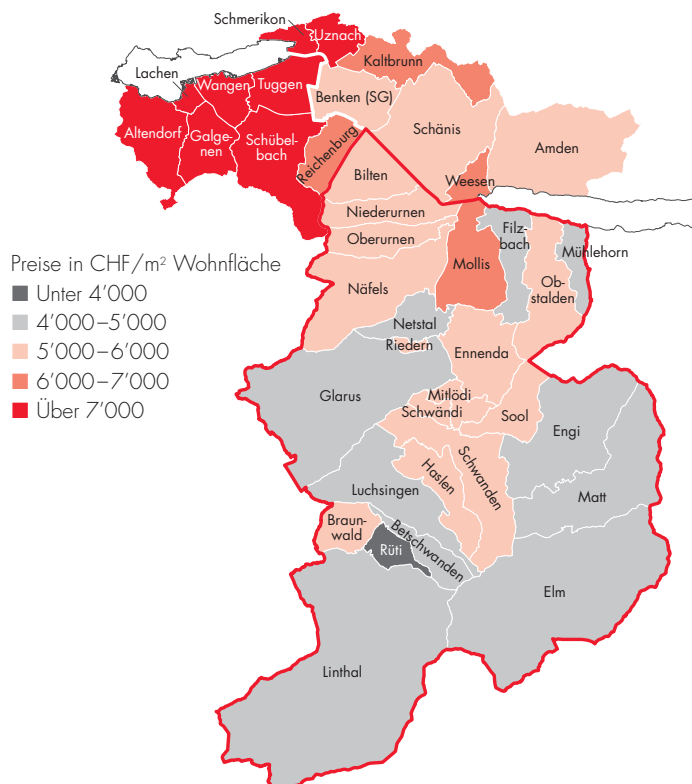 Schmerikon
Uznach
Kaltbrunn
Lachen
Wangen
Tuggen
Benken (SG)
Altendorf
Galge-
nen
Schübel-
bach
Reichenburg
Schänis
Amden
Bilten
Weesen
Niederurnen
Oberurnen
Filz-
bach
Mühlehorn
Mollis
Ob-
stalden
Näfels
Preise in CHF/m² Wohnfläche
Unter 4’000
4’000–5’000
5’000–6’000
6’000–7’000
Über 7’000
Netstal
Riedern
Ennenda
Glarus
Mitlödi
Schwändi
Sool
Engi
Haslen
Schwanden
Luchsingen
Matt
Braun-
wald
Betschwanden
Rüti
Elm
Linthal